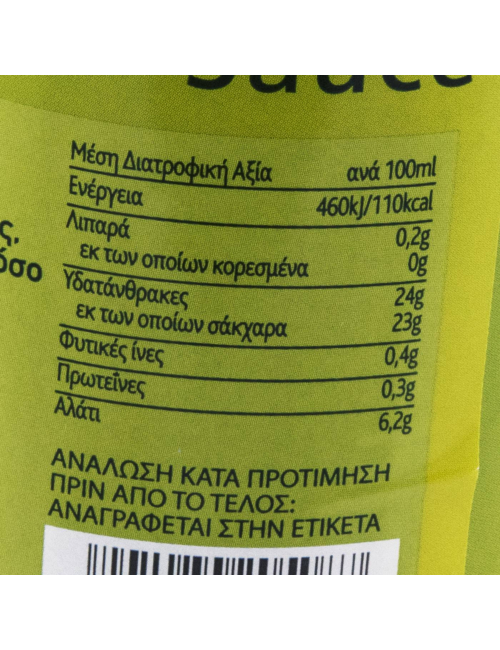 Sauce
Μέση Διατροφική Αξία ανά 100ml
Ενέργεια 460kJ/110kcal
Λιπαρά 0,2g
εκ των οποίων κορεσμένα 0g
Υδατάνθρακες 24g
εκ των οποίων σάκχαρα 23g
Φυτικές ίνες 0,4g
Πρωτεΐνες 0,3g
Αλάτι 6,2g
ΑΝΑΛΩΣΗ ΚΑΤΑ ΠΡΟΤΙΜΗΣΗ
ΠΡΙΝ ΑΠΟ ΤΟ ΤΕΛΟΣ:
ΑΝΑΓΡΑΦΕΤΑΙ ΣΤΗΝ ΕΤΙΚΕΤΑ